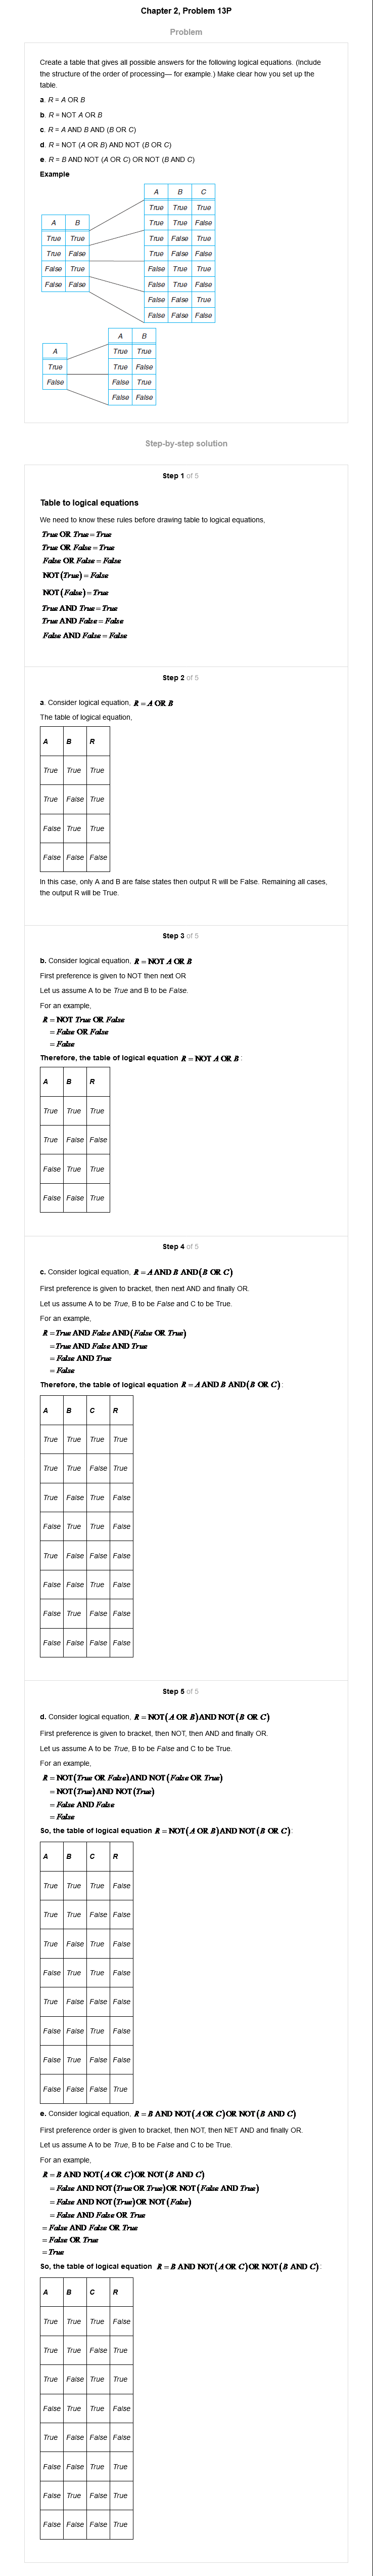 Chapter 2, Problem 13P
Problem
Create a table that gives all possible answers for the following logical equations. (Include
the structure of the order of processing— for example.) Make clear how you set up the
table.
a. R = A OR B
b. R = NOT A OR B
c. R = A AND B AND (B OR C)
d. R = NOT (A OR B) AND NOT (B OR C)
e. R = B AND NOT (A OR C) OR NOT (B AND C)
Example
A B C
True True True
True True False
A B
True True
True False True
True False
True False False
False True
False True True
False False
False True False
False False True
False False False
A B
A
True True
True
True False
False
False True
False False
Step-by-step solution
Step 1 of 5
Table to logical equations
We need to know these rules before drawing table to logical equations,
True OR True = True
True OR False = True
False OR False = False
NOT(True) = False
NOT(False) = True
True AND True = True
True AND False = False
False AND False = False
Step 2 of 5
a. Consider logical equation, R = A OR B
The table of logical equation,
A B R
True True True
True False True
False True True
False False False
In this case, only A and B are false states then output R will be False. Remaining all cases,
the output R will be True.
Step 3 of 5
b. Consider logical equation, R = NOT A OR B
First preference is given to NOT then next OR
Let us assume A to be True and B to be False.
For an example,
R = NOT True OR False
= False OR False
= False
Therefore, the table of logical equation R = NOT A OR B :
A B R
True True True
True False False
False True True
False False True
Step 4 of 5
c. Consider logical equation, R = A AND B AND(B OR C)
First preference is given to bracket, then next AND and finally OR.
Let us assume A to be True, B to be False and C to be True.
For an example,
R = True AND False AND(False OR True)
= True AND False AND True
= False AND True
= False
Therefore, the table of logical equation R = A AND B AND(B OR C) :
A B C R
True True True True
True True False True
True False True False
False True True False
True False False False
False False True False
False True False False
False False False False
Step 5 of 5
d. Consider logical equation, R = NOT(A OR B)AND NOT(B OR C)
First preference is given to bracket, then NOT, then AND and finally OR.
Let us assume A to be True, B to be False and C to be True.
For an example,
R = NOT(True OR False)AND NOT(False OR True)
= NOT(True)AND NOT(True)
= False AND False
= False
So, the table of logical equation R = NOT(A OR B)AND NOT(B OR C):
A B C R
True True True False
True True False False
True False True False
False True True False
True False False False
False False True False
False True False False
False False False True
e. Consider logical equation, R = B AND NOT(A OR C)OR NOT(B AND C)
First preference order is given to bracket, then NOT, then NET AND and finally OR.
Let us assume A to be True, B to be False and C to be True.
For an example,
R = B AND NOT(A OR C)OR NOT(B AND C)
= False AND NOT(True OR True)OR NOT(False AND True)
= False AND NOT(True)OR NOT(False)
= False AND False OR True
= False AND False OR True
= False OR True
= True
So, the table of logical equation R = B AND NOT(A OR C)OR NOT(B AND C):
A B C R
True True True False
True True False True
True False True True
False True True False
True False False False
False False True True
False True False True
False False False True